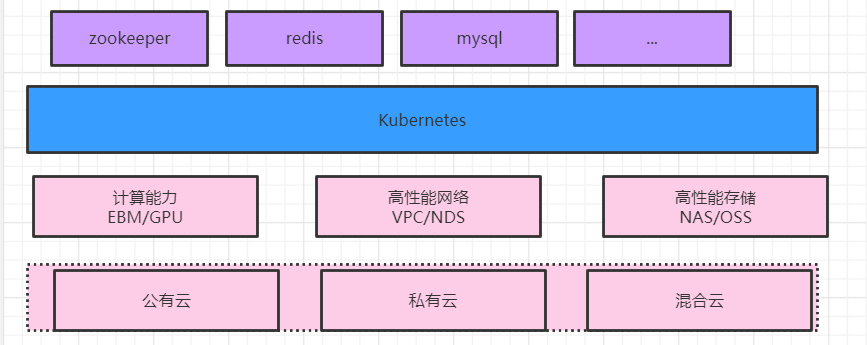 zookeeper
redis
mysql
...
Kubernetes
计算能力
EBM/GPU
高性能网络
VPC/NDS
高性能存储
NAS/OSS
公有云
私有云
混合云